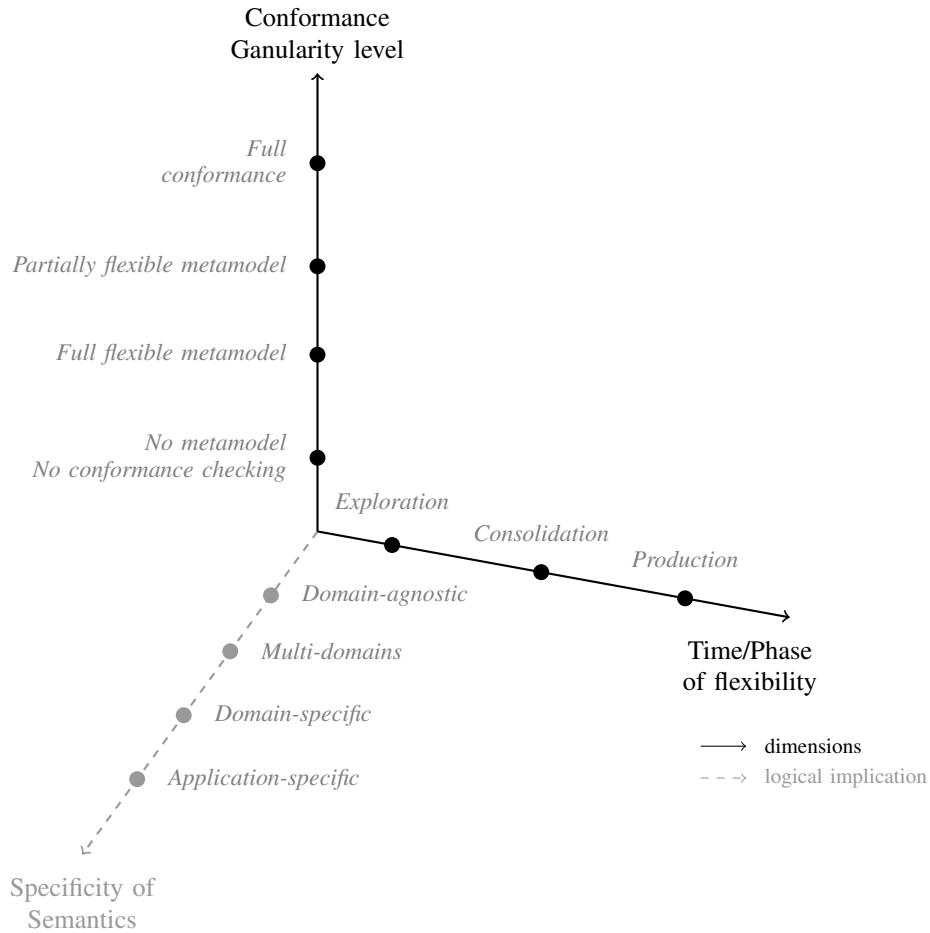 Conformance
Ganularity level
Full
conformance
Partially flexible metamodel
Full flexible metamodel
No metamodel
No conformance checking
Exploration
Consolidation
Production
Domain-agnostic
Multi-domains
Domain-specific
Application-specific
Time/Phase
of flexibility
dimensions
logical implication
Specificity of
Semantics